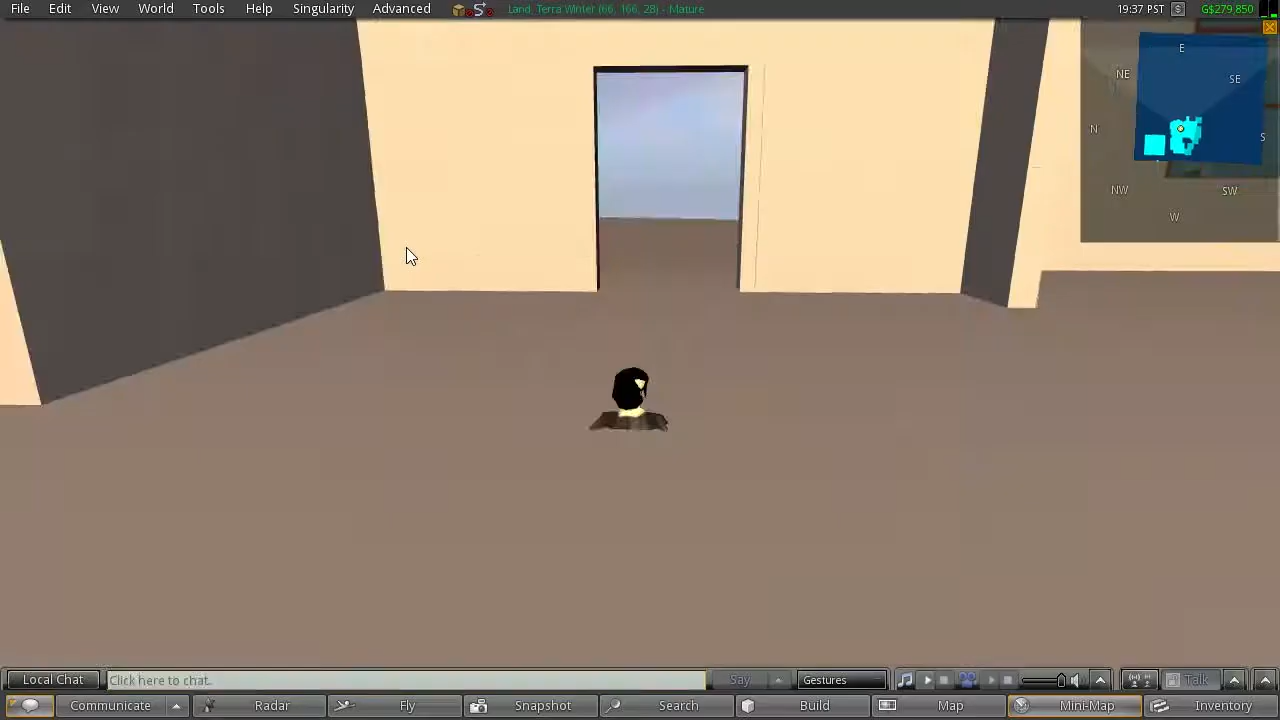 File Edit View World Tools Help Singularity Advanced Land_Terra Winter (66, 166, 28) - Mature 19:37 PST $ G$279,850
E
NE SE
N S
NW SW
W
Local Chat Click here to chat. Say Gestures Talk
Communicate Radar Fly Snapshot Search Build Map Mini-Map Inventory